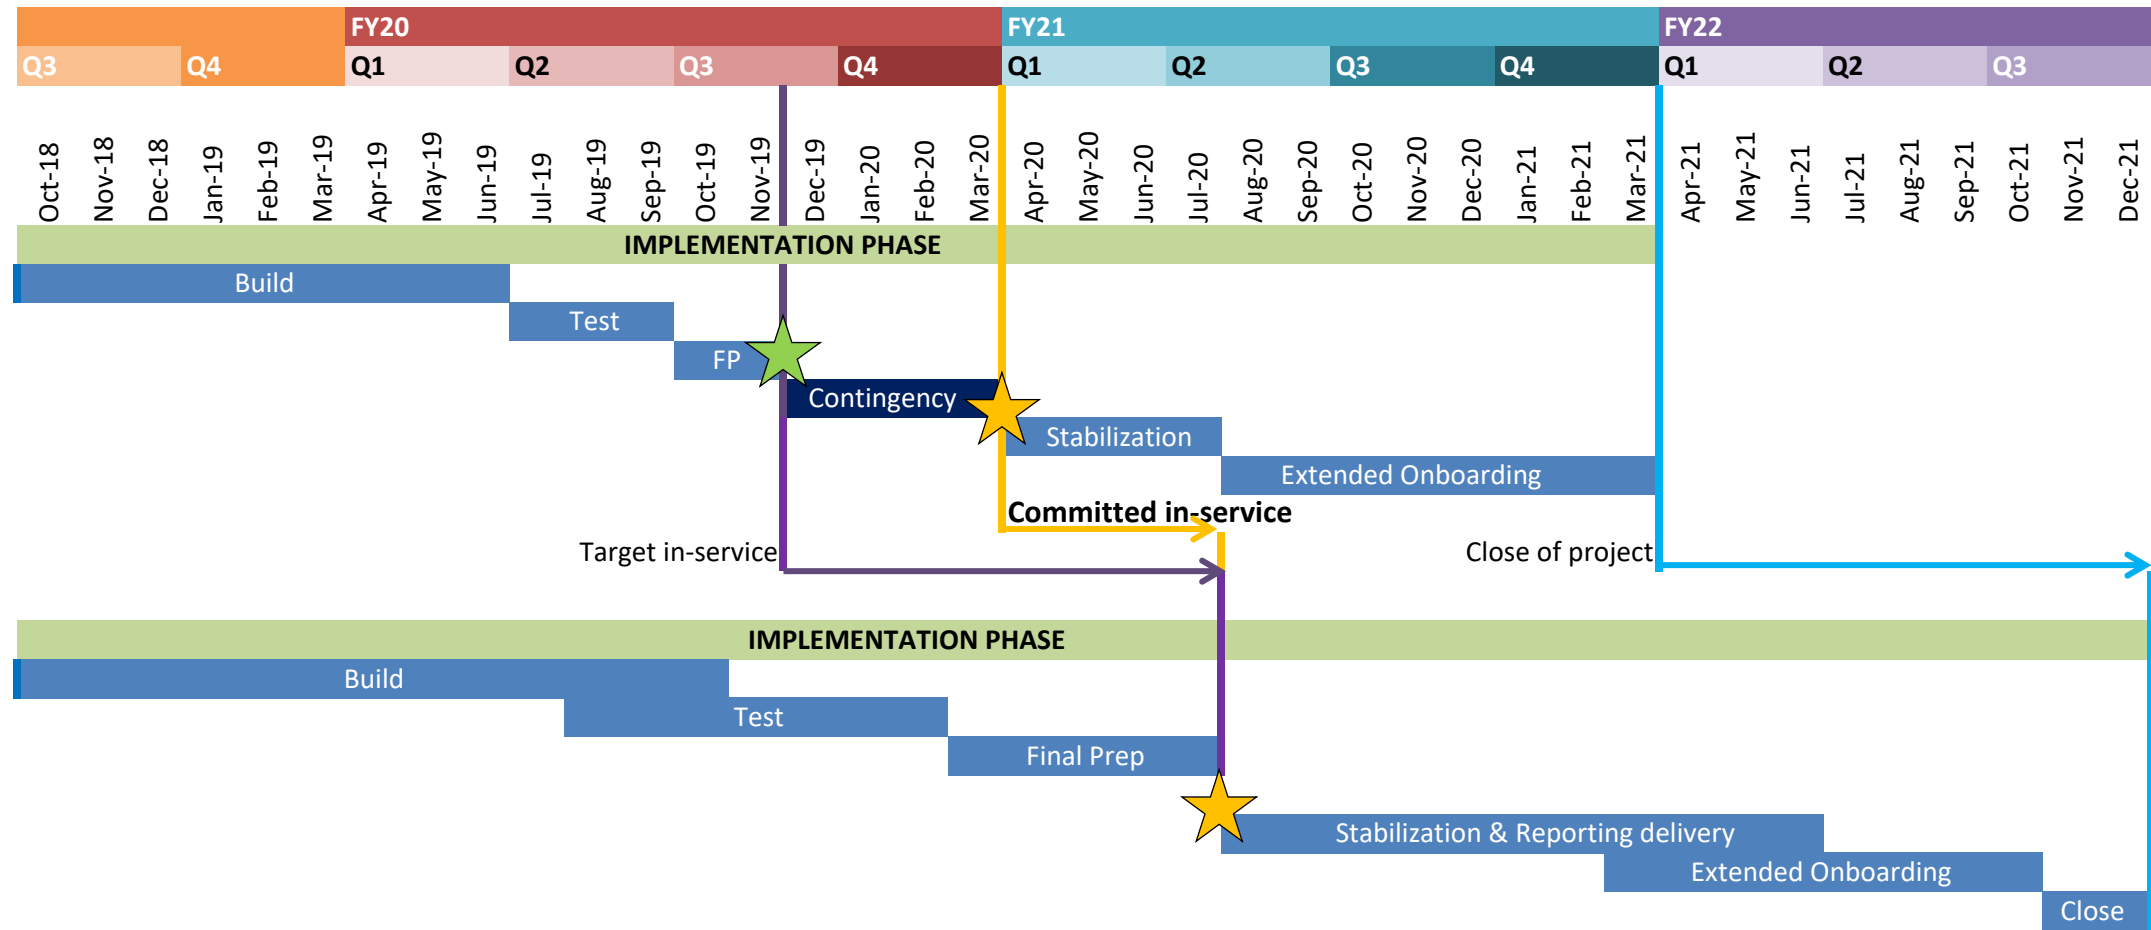 FY20 FY21 FY22
Q3 Q4 Q1 Q2 Q3 Q4 Q1 Q2 Q3 Q4 Q1 Q2 Q3
Oct-18 Nov-18 Dec-18 Jan-19 Feb-19 Mar-19 Apr-19 May-19 Jun-19 Jul-19 Aug-19 Sep-19 Oct-19 Nov-19 Dec-19 Jan-20 Feb-20 Mar-20 Apr-20 May-20 Jun-20 Jul-20 Aug-20 Sep-20 Oct-20 Nov-20 Dec-20 Jan-21 Feb-21 Mar-21 Apr-21 May-21 Jun-21 Jul-21 Aug-21 Sep-21 Oct-21 Nov-21 Dec-21
IMPLEMENTATION PHASE
Build
Test
FP
Contingency
Stabilization
Extended Onboarding
Committed in-service
Target in-service
Close of project
IMPLEMENTATION PHASE
Build
Test
Final Prep
Stabilization & Reporting delivery
Extended Onboarding
Close